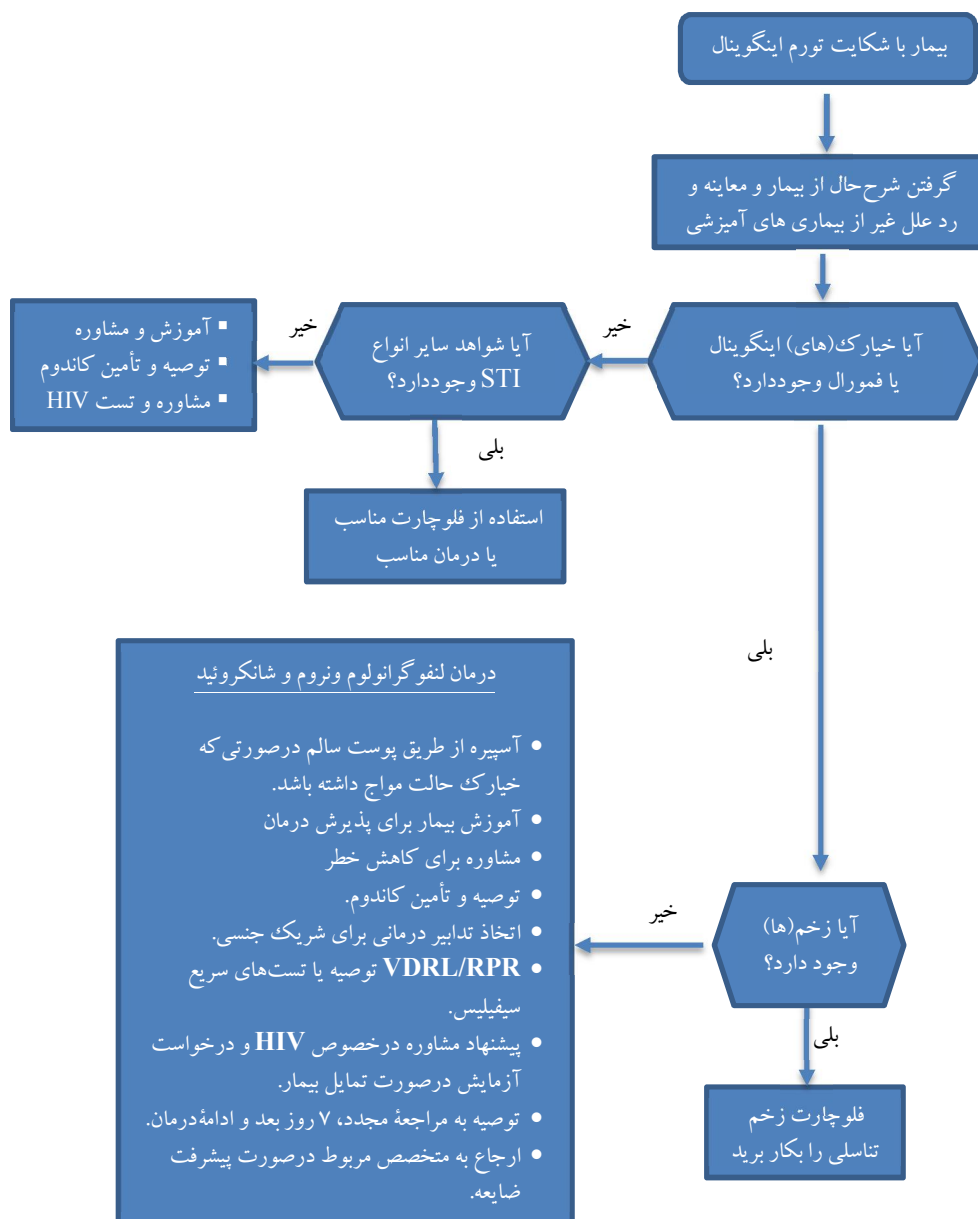 بیمار با شکایت تورم اینگوینال
گرفتن شرح‌حال از بیمار و معاینه و
رد علل غیر از بیماری های آمیزشی
آیا خیارک(های) اینگوینال
یا فمورال وجوددارد؟
خیر
آیا شواهد سایر انواع
STI وجوددارد؟
خیر
▪ آموزش و مشاوره
▪ توصیه و تأمین کاندوم
▪ مشاوره و تست HIV
بلی
استفاده از فلوچارت مناسب
یا درمان مناسب
بلی
آیا زخم(ها)
وجود دارد؟
خیر
درمان لنفوگرانولوم ونروم و شانکروئید
• آسپیره از طریق پوست سالم درصورتی‌که
خیارک حالت مواج داشته باشد.
• آموزش بیمار برای پذیرش درمان
• مشاوره برای کاهش خطر
• توصیه و تأمین کاندوم.
• اتخاذ تدابیر درمانی برای شریک جنسی.
• VDRL/RPR توصیه یا تست‌های سریع
سیفیلیس.
• پیشنهاد مشاوره درخصوص HIV و درخواست
آزمایش درصورت تمایل بیمار.
• توصیه به مراجعۀ مجدد، ۷ روز بعد و ادامۀدرمان.
• ارجاع به متخصص مربوط درصورت پیشرفت
ضایعه.
بلی
فلوچارت زخم
تناسلی را بکار برید